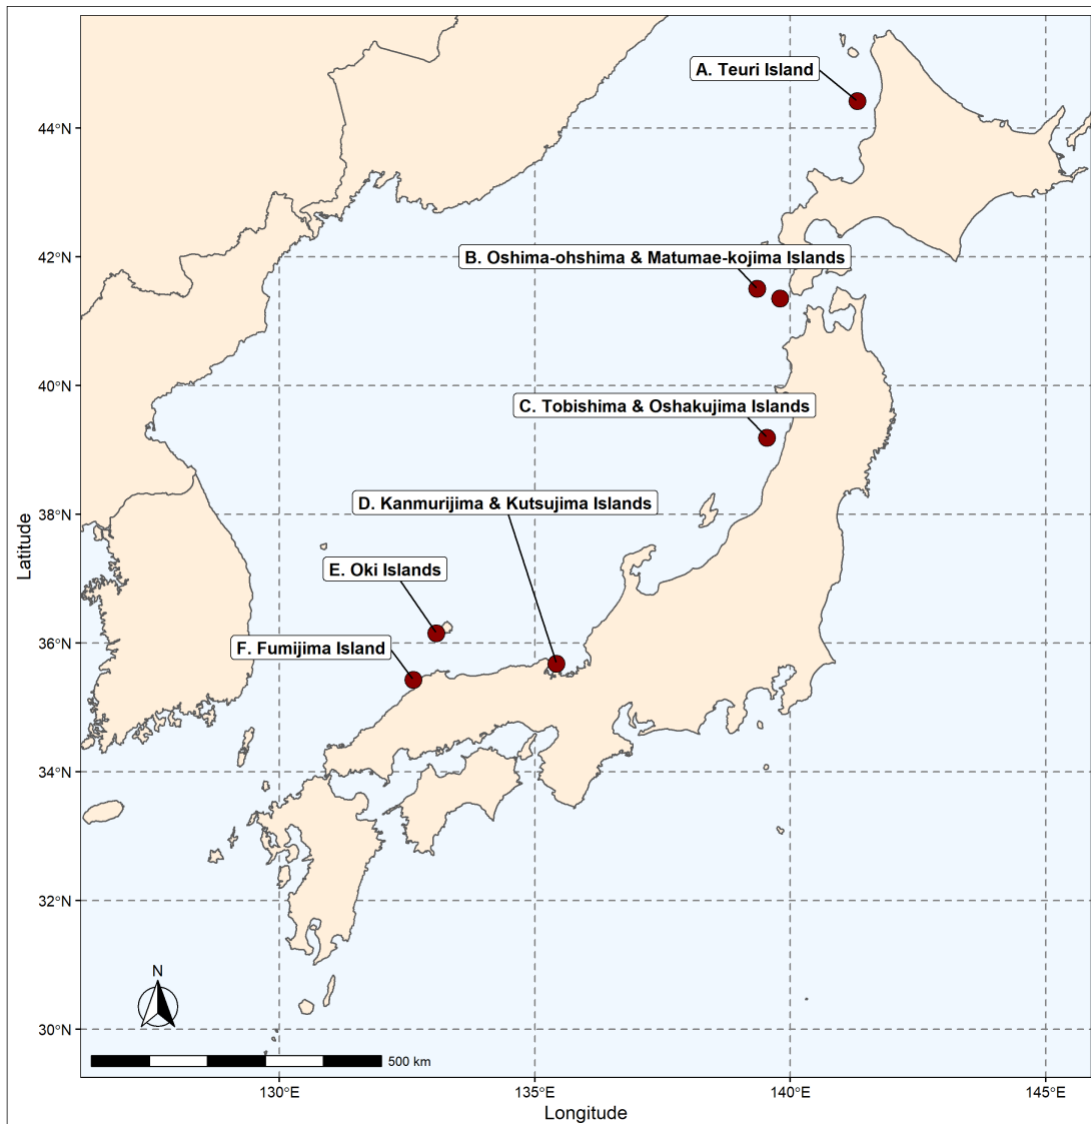 A. Teuri Island
44°N
B. Oshima-ohshima & Matumae-kojima Islands
42°N
40°N
C. Tobishima & Oshakujima Islands
D. Kanmurijima & Kutsujima Islands
38°N
Latitude
E. Oki Islands
36°N
F. Fumijima Island
34°N
32°N
N
30°N
500 km
130°E
135°E
140°E
145°E
Longitude